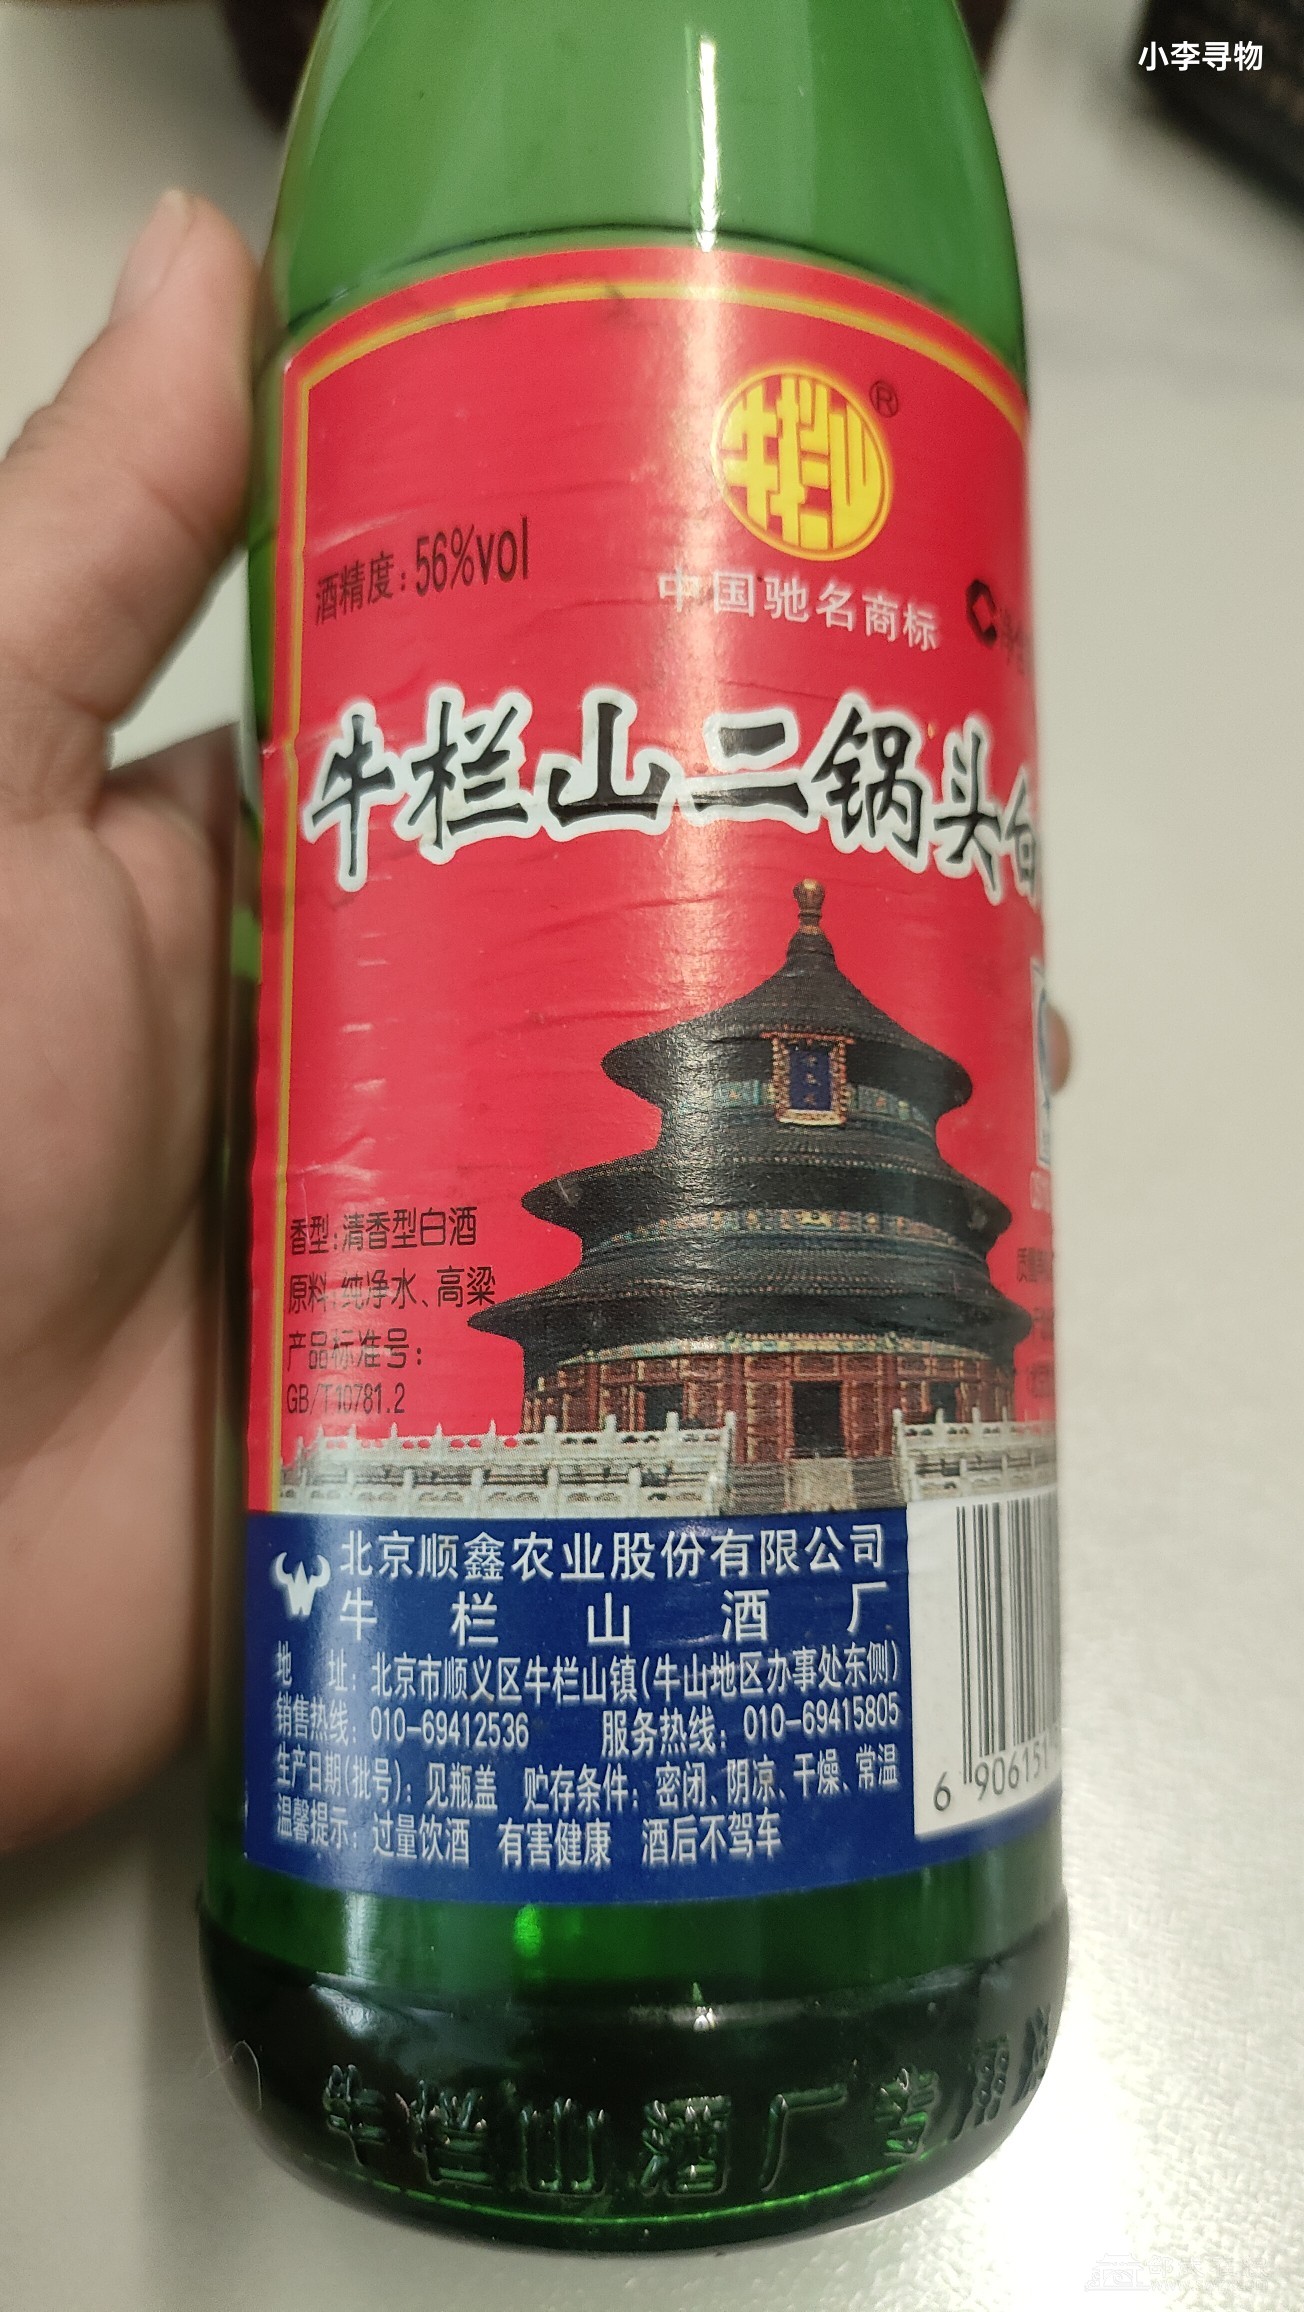 小李寻物
牛栏山
®
酒精度:56%vol
中国驰名商标
牛栏山二锅头白
香型:清香型白酒
原料:纯净水、高粱
产品标准号:
GB/T10781.2
北京顺鑫农业股份有限公司
牛栏山酒厂
地 址:北京市顺义区牛栏山镇(牛山地区办事处东侧)
销售热线:010-69412536 服务热线:010-69415805
生产日期(批号):见瓶盖 贮存条件:密闭、阴凉、干燥、常温
温馨提示:过量饮酒 有害健康 酒后不驾车
6 906151
牛栏山酒厂专用瓶